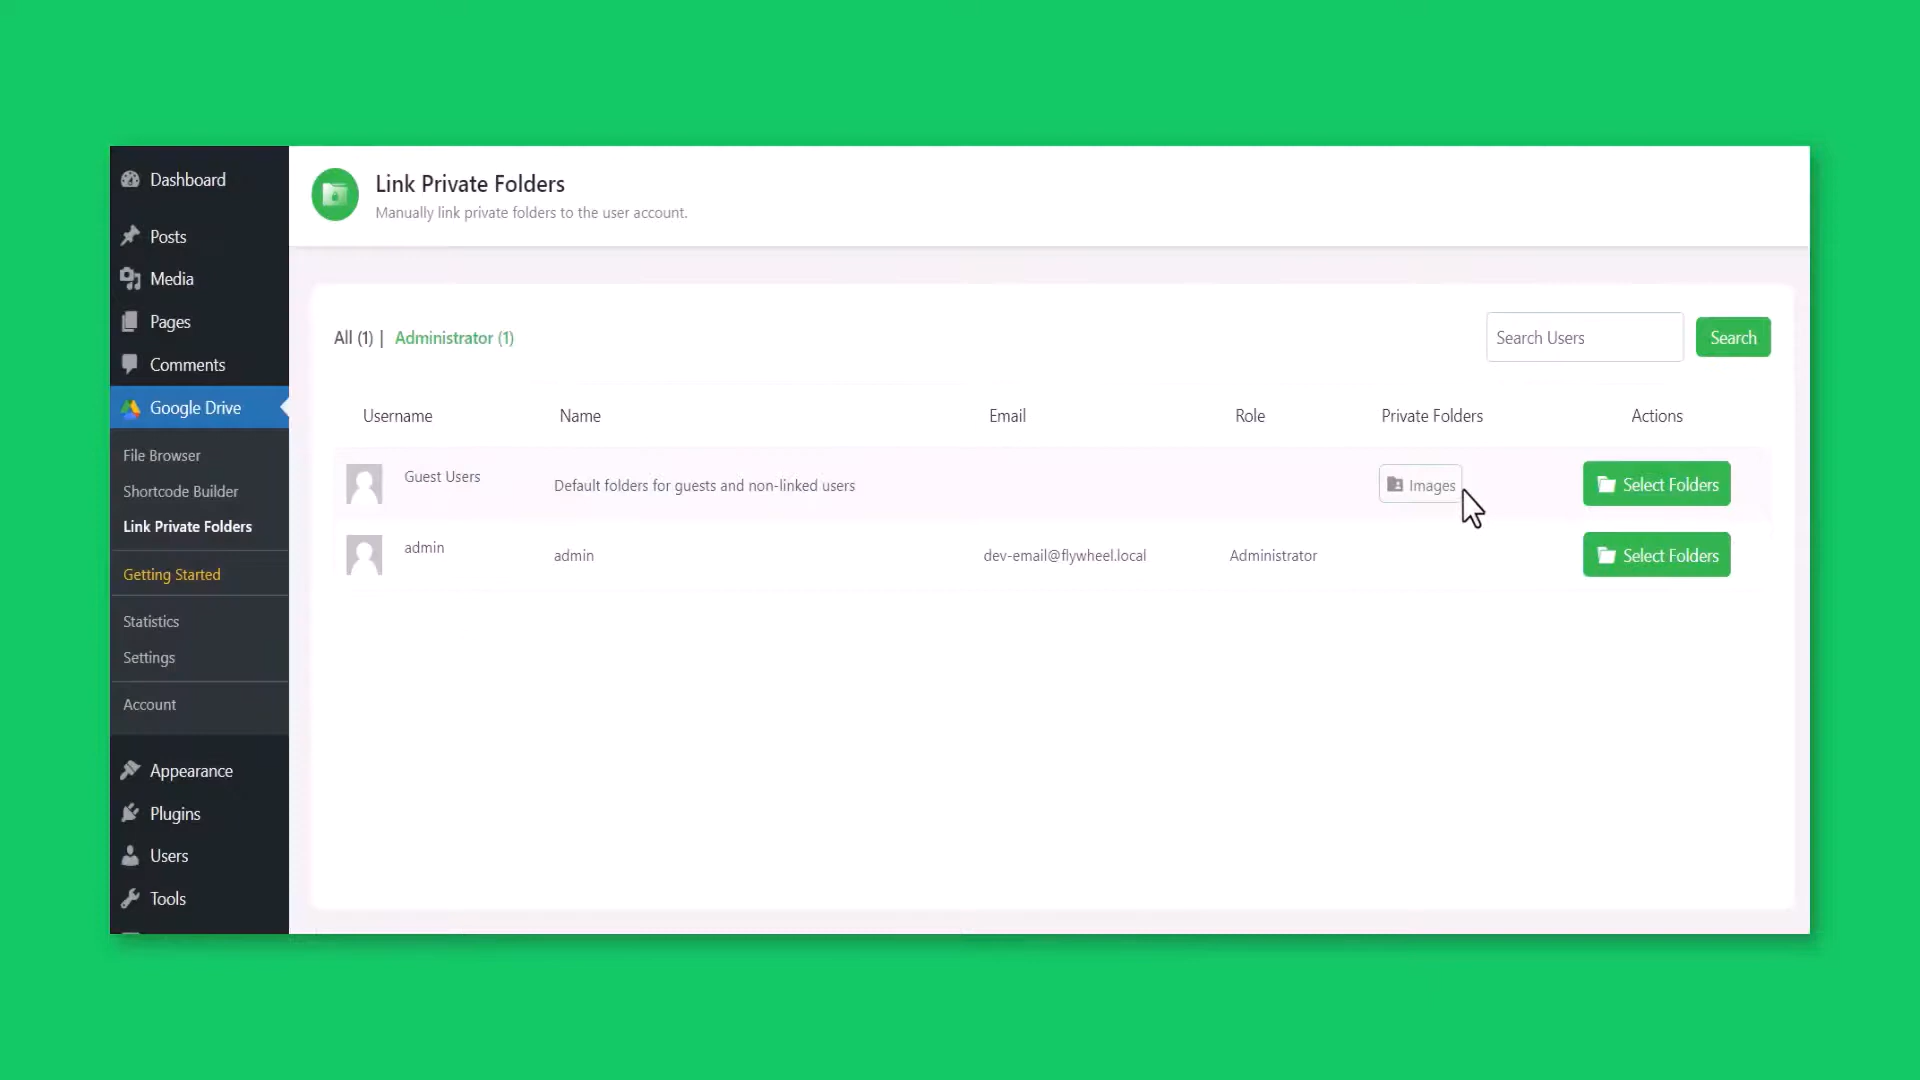 Dashboard
Posts
Media
Pages
Comments
Google Drive
File Browser
Shortcode Builder
Link Private Folders
Getting Started
Statistics
Settings
Account
Appearance
Plugins
Users
Tools
Link Private Folders
Manually link private folders to the user account.
All (1) | Administrator (1)
Search Users
Search
Username Name Email Role Private Folders Actions
Guest Users Default folders for guests and non-linked users Images Select Folders
admin admin dev-email@flywheel.local Administrator Select Folders